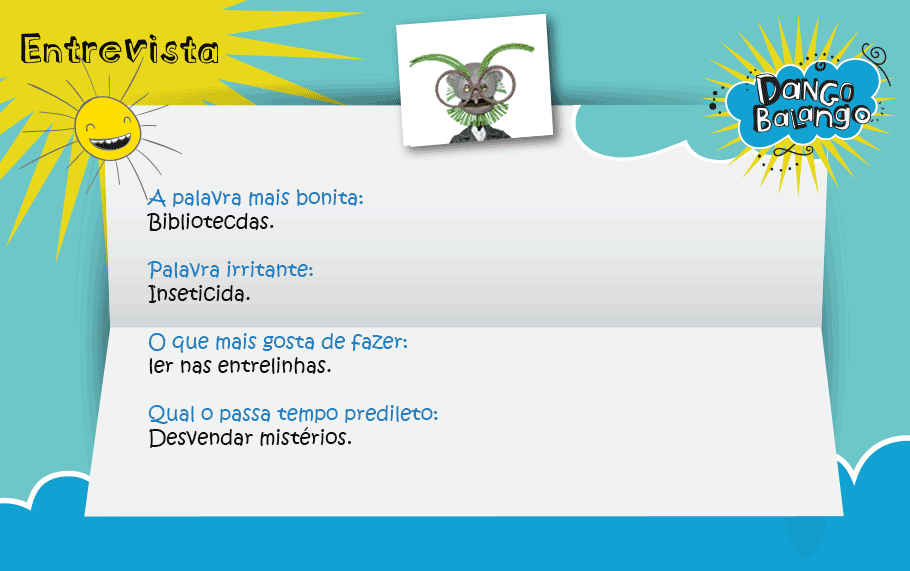 Entrevista
Dango
Balango
A palavra mais bonita:
Bibliotecdas.
Palavra irritante:
Inseticida.
O que mais gosta de fazer:
ler nas entrelinhas.
Qual o passa tempo predileto:
Desvendar mistérios.